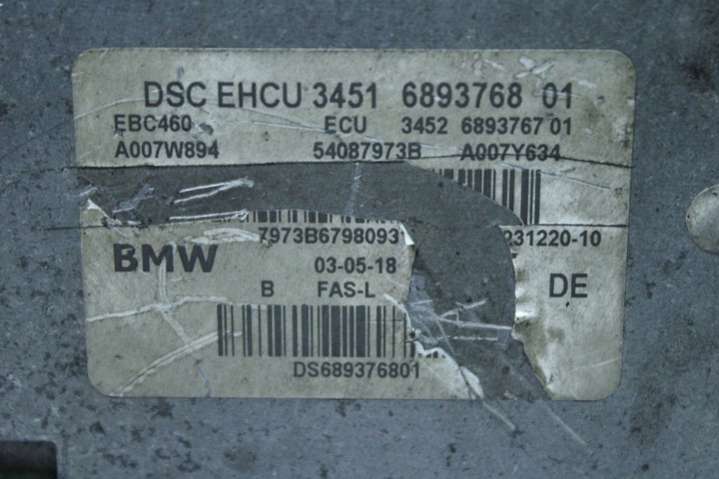 DSC EHCU 3451 6893768 01
EBC460 ECU 3452 6893767 01
A007W894 54087973B A007Y634
7973B6798093 231220-10
BMW 03-05-18
B FAS-L DE
DS689376801